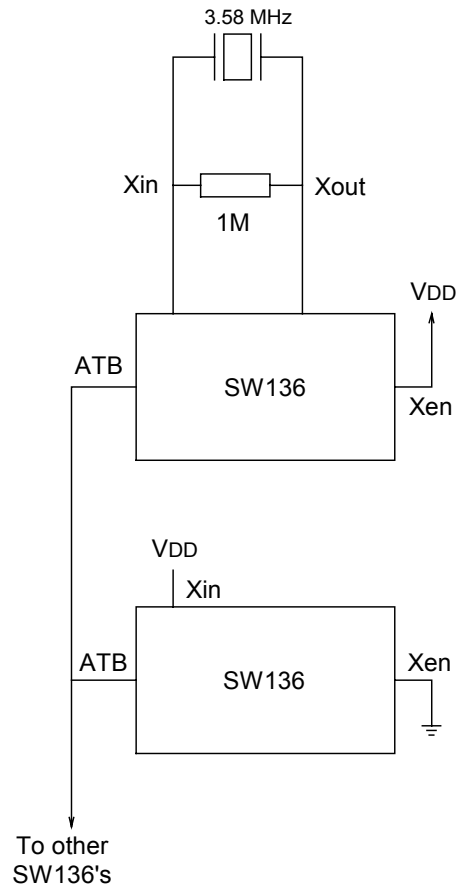 3.58 MHz
Xin
Xout
1M
VDD
ATB
SW136
Xen
VDD
Xin
ATB
SW136
Xen
To other
SW136's